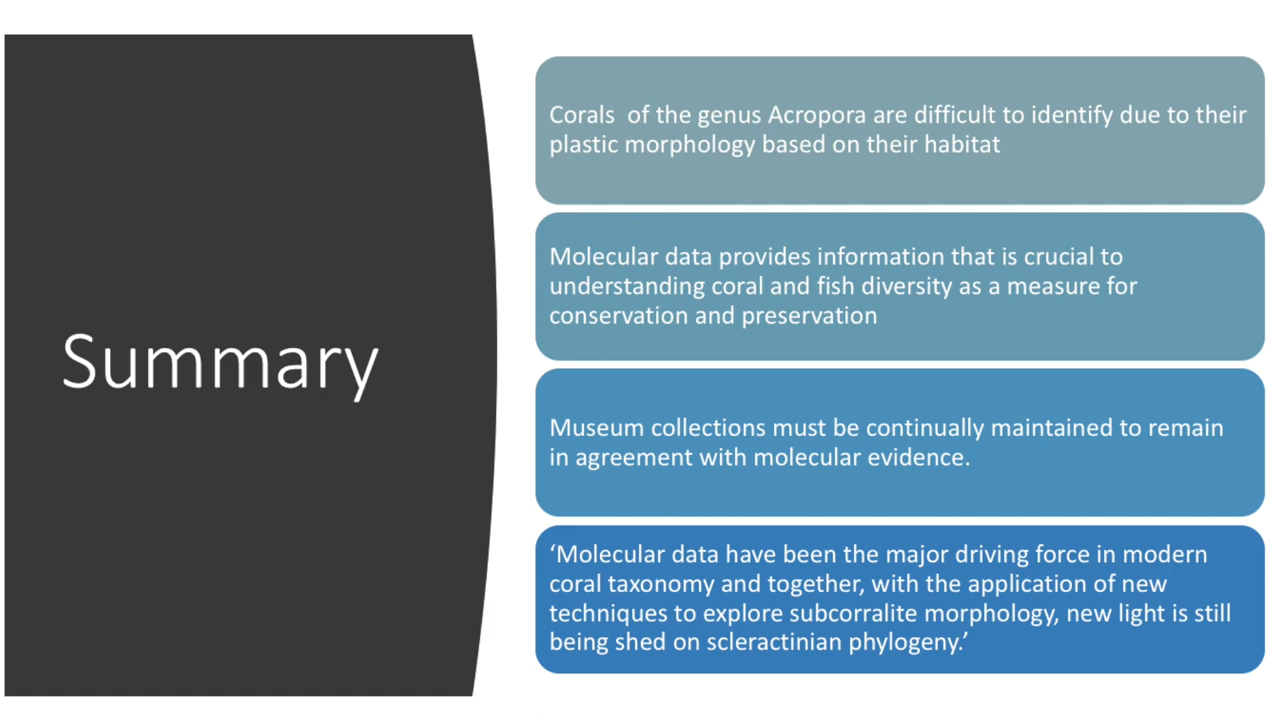 Summary
Corals  of the genus Acropora are difficult to identify due to their
plastic morphology based on their habitat
Molecular data provides information that is crucial to
understanding coral and fish diversity as a measure for
conservation and preservation
Museum collections must be continually maintained to remain
in agreement with molecular evidence.
‘Molecular data have been the major driving force in modern
coral taxonomy and together, with the application of new
techniques to explore subcorralite morphology, new light is still
being shed on scleractinian phylogeny.’